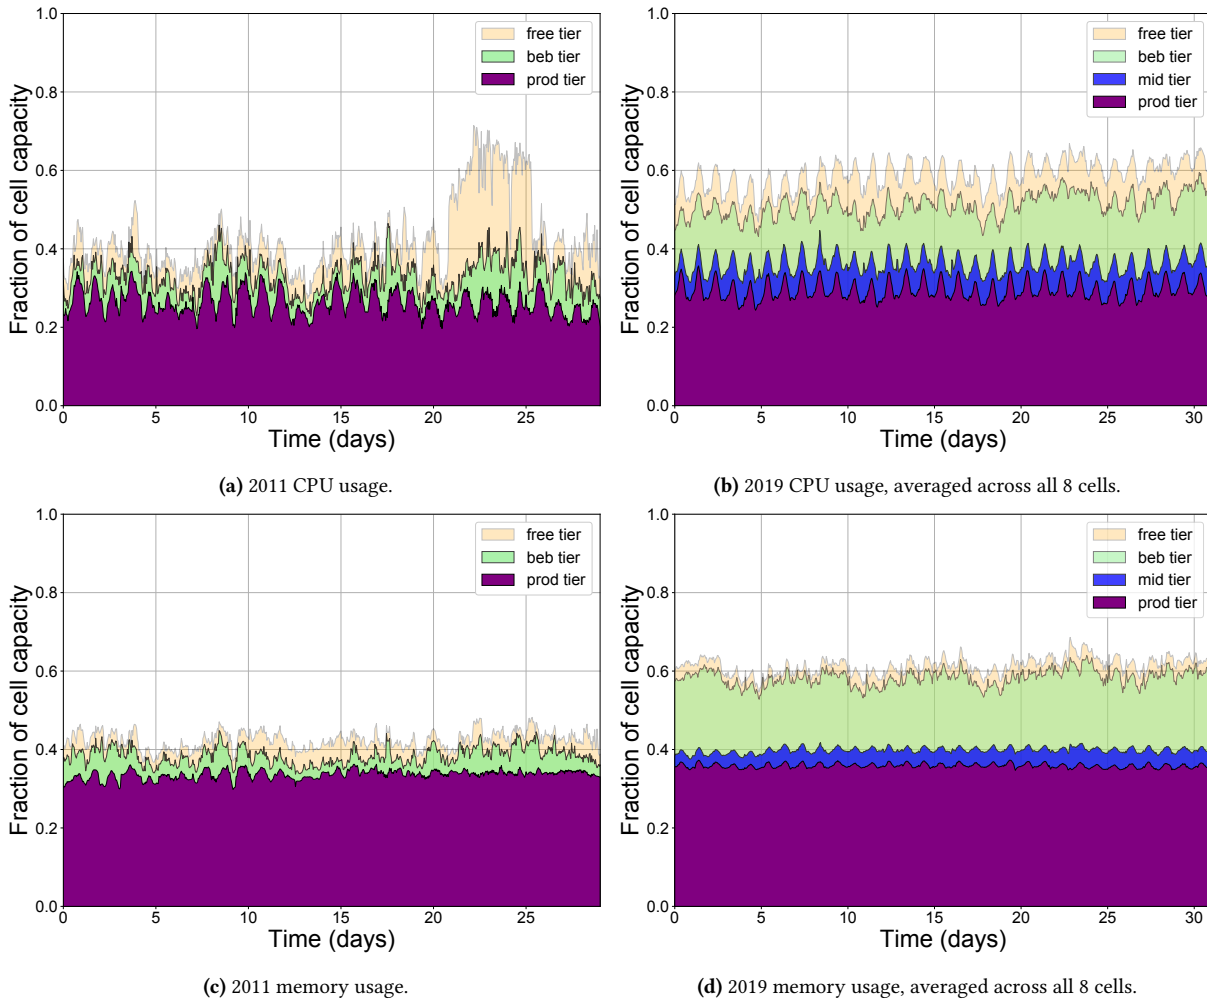 1.0
0.8
0.6
0.4
0.2
0.0
Fraction of cell capacity
free tier
beb tier
prod tier
0 5 10 15 20 25
Time (days)
(a) 2011 CPU usage.
1.0
0.8
0.6
0.4
0.2
0.0
Fraction of cell capacity
free tier
beb tier
mid tier
prod tier
0 5 10 15 20 25 30
Time (days)
(b) 2019 CPU usage, averaged across all 8 cells.
1.0
0.8
0.6
0.4
0.2
0.0
Fraction of cell capacity
free tier
beb tier
prod tier
0 5 10 15 20 25
Time (days)
(c) 2011 memory usage.
1.0
0.8
0.6
0.4
0.2
0.0
Fraction of cell capacity
free tier
beb tier
mid tier
prod tier
0 5 10 15 20 25 30
Time (days)
(d) 2019 memory usage, averaged across all 8 cells.